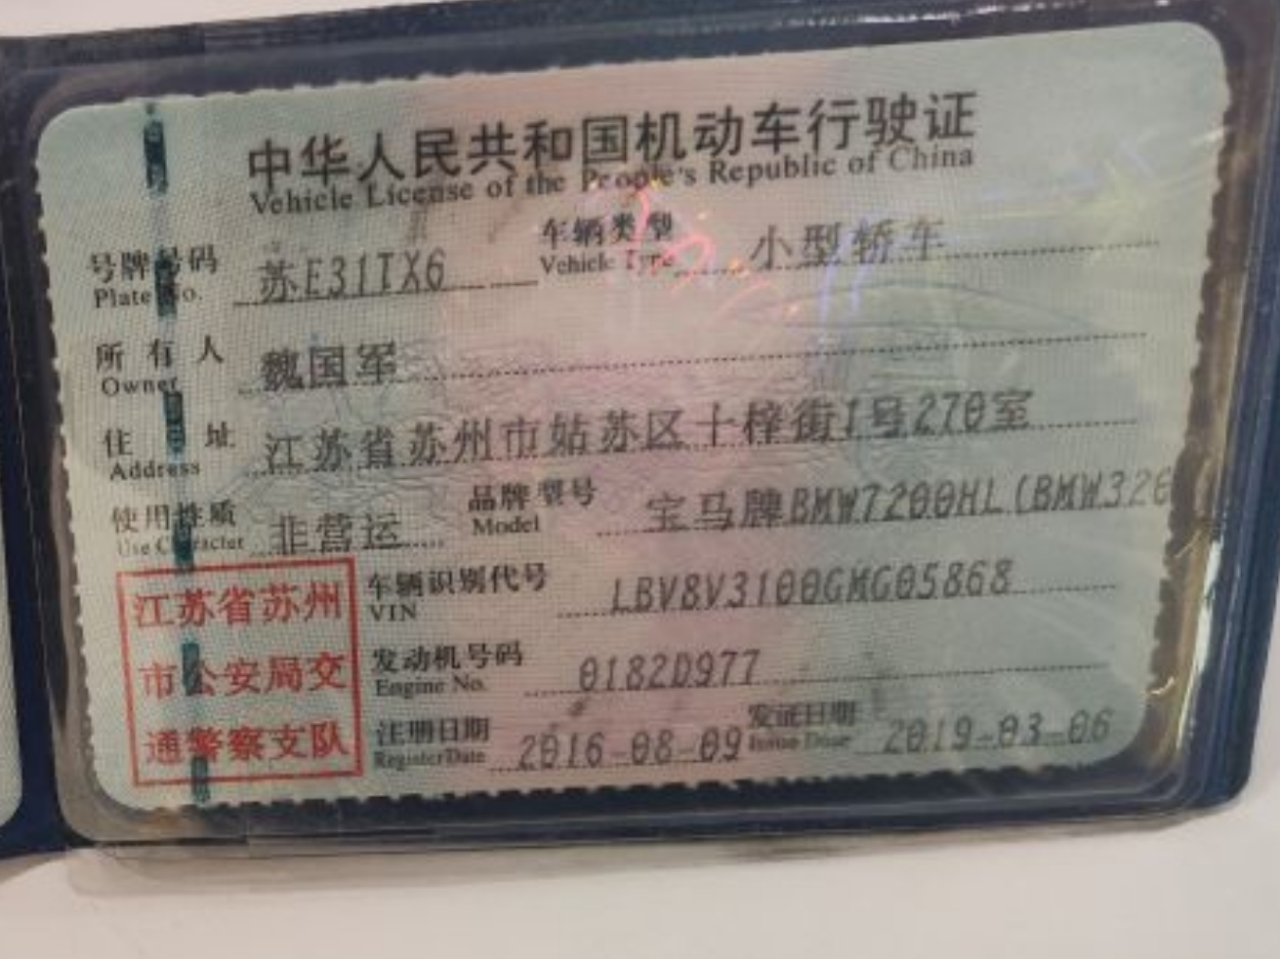 中华人民共和国机动车行驶证
Vehicle License of the People's Republic of China
号牌号码 苏E31TX6 车辆类型 小型轿车
Plate No. Vehicle Type
所有人 魏国军
Owner
住址 江苏省苏州市姑苏区十梓街1号270室
Address
使用性质 非营运 品牌型号 宝马牌BMW7200HL(BMW320
Use Character Model
江苏省苏州
市公安局交
通警察支队
车辆识别代号 LBV8V3100GMG05868
VIN
发动机号码 0182D977
Engine No.
注册日期 2016-08-09 发证日期 2019-03-06
Register Date Issue Date